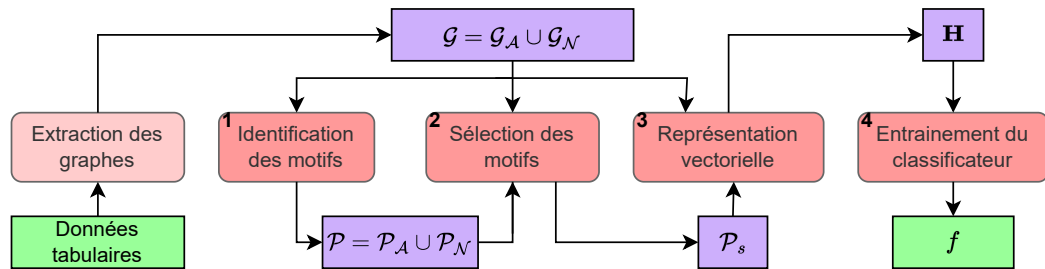 𝒢 = 𝒢_𝒜 ∪ 𝒢_𝒩
H
Extraction des
graphes
1 Identification
des motifs
2 Sélection des
motifs
3 Représentation
vectorielle
4 Entrainement du
classificateur
Données
tabulaires
𝒫 = 𝒫_𝒜 ∪ 𝒫_𝒩
𝒫_s
f